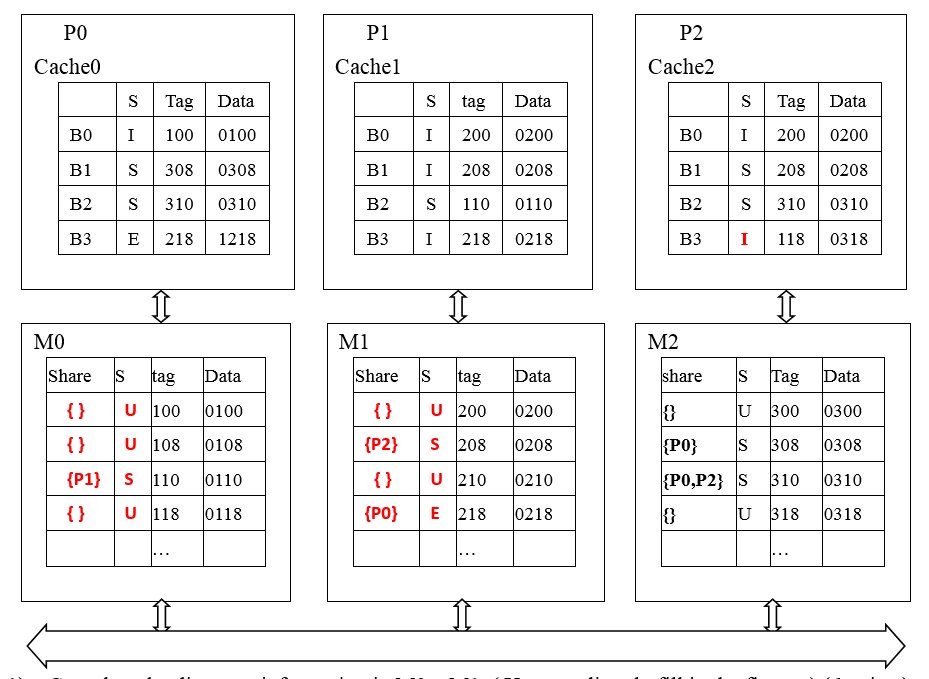 P0
Cache0
S Tag Data
B0 I 100 0100
B1 S 308 0308
B2 S 310 0310
B3 E 218 1218
P1
Cache1
S tag Data
B0 I 200 0200
B1 I 208 0208
B2 S 110 0110
B3 I 218 0218
P2
Cache2
S Tag Data
B0 I 200 0200
B1 S 208 0208
B2 S 310 0310
B3 I 118 0318
M0
Share S tag Data
{ } U 100 0100
{ } U 108 0108
{P1} S 110 0110
{ } U 118 0118
...
M1
Share S tag Data
{ } U 200 0200
{P2} S 208 0208
{ } U 210 0210
{P0} E 218 0218
...
M2
share S Tag Data
{} U 300 0300
{P0} S 308 0308
{P0,P2} S 310 0310
{} U 318 0318
...